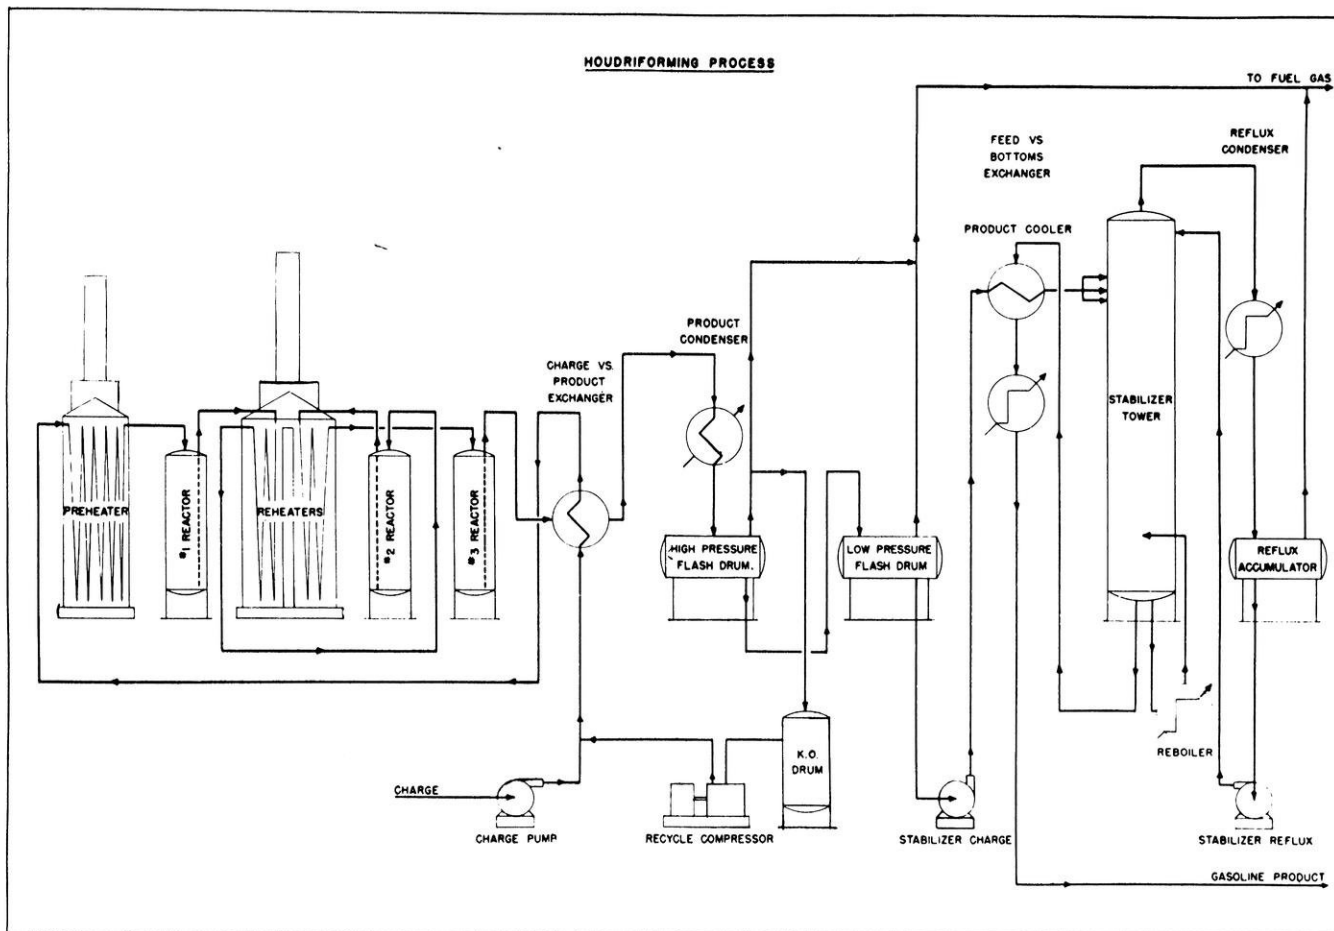 HOUDRIFORMING PROCESS
TO FUEL GAS
FEED VS
BOTTOMS
EXCHANGER
REFLUX
CONDENSER
PRODUCT COOLER
PRODUCT
CONDENSER
CHARGE VS.
PRODUCT
EXCHANGER
STABILIZER
TOWER
PREHEATER
#1 REACTOR
REHEATERS
#2 REACTOR
#3 REACTOR
HIGH PRESSURE
FLASH DRUM.
LOW PRESSURE
FLASH DRUM
REFLUX
ACCUMULATOR
K.O.
DRUM
REBOILER
CHARGE
CHARGE PUMP
RECYCLE COMPRESSOR
STABILIZER CHARGE
STABILIZER REFLUX
GASOLINE PRODUCT